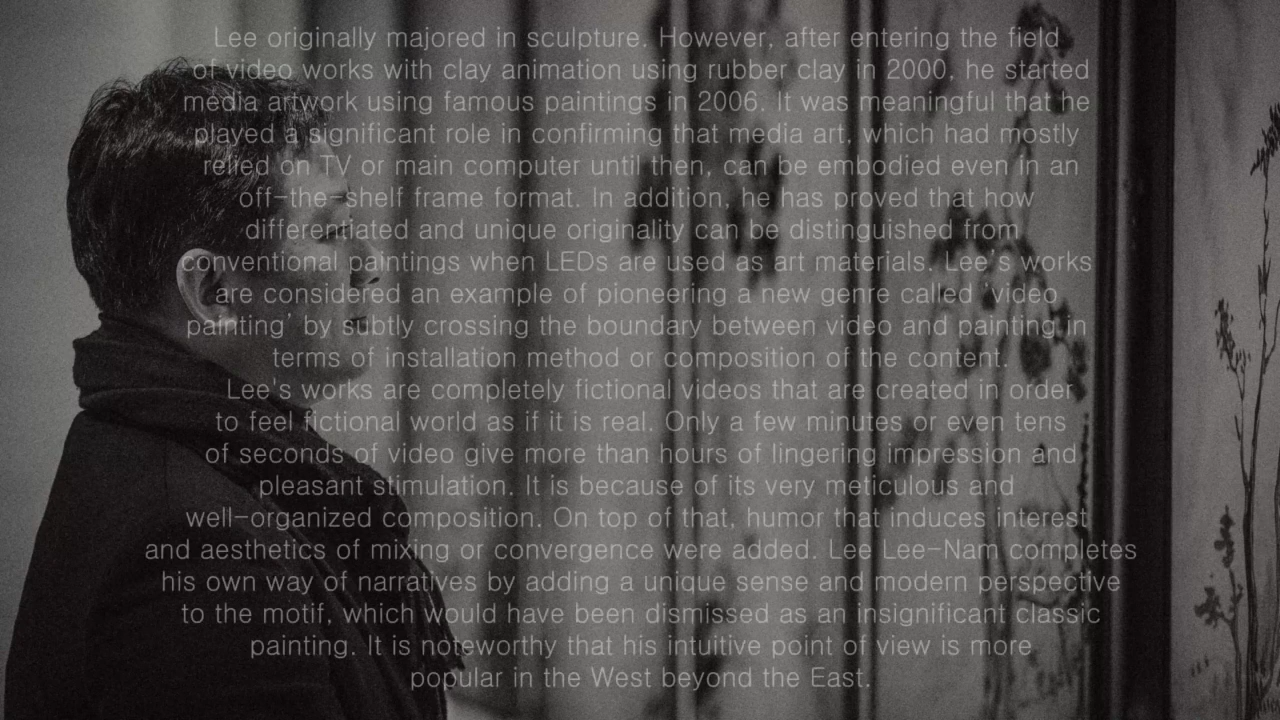 Lee originally majored in sculpture. However, after entering the field
of video works with clay animation using rubber clay in 2000, he started
media artwork using famous paintings in 2006. It was meaningful that he
played a significant role in confirming that media art, which had mostly
relied on TV or main computer until then, can be embodied even in an
off-the-shelf frame format. In addition, he has proved that how
differentiated and unique originality can be distinguished from
conventional paintings when LEDs are used as art materials. Lee's works
are considered an example of pioneering a new genre called 'video
painting' by subtly crossing the boundary between video and painting in
terms of installation method or composition of the content.
Lee's works are completely fictional videos that are created in order
to feel fictional world as if it is real. Only a few minutes or even tens
of seconds of video give more than hours of lingering impression and
pleasant stimulation. It is because of its very meticulous and
well-organized composition. On top of that, humor that induces interest
and aesthetics of mixing or convergence were added. Lee Lee-Nam completes
his own way of narratives by adding a unique sense and modern perspective
to the motif, which would have been dismissed as an insignificant classic
painting. It is noteworthy that his intuitive point of view is more
popular in the West beyond the East.